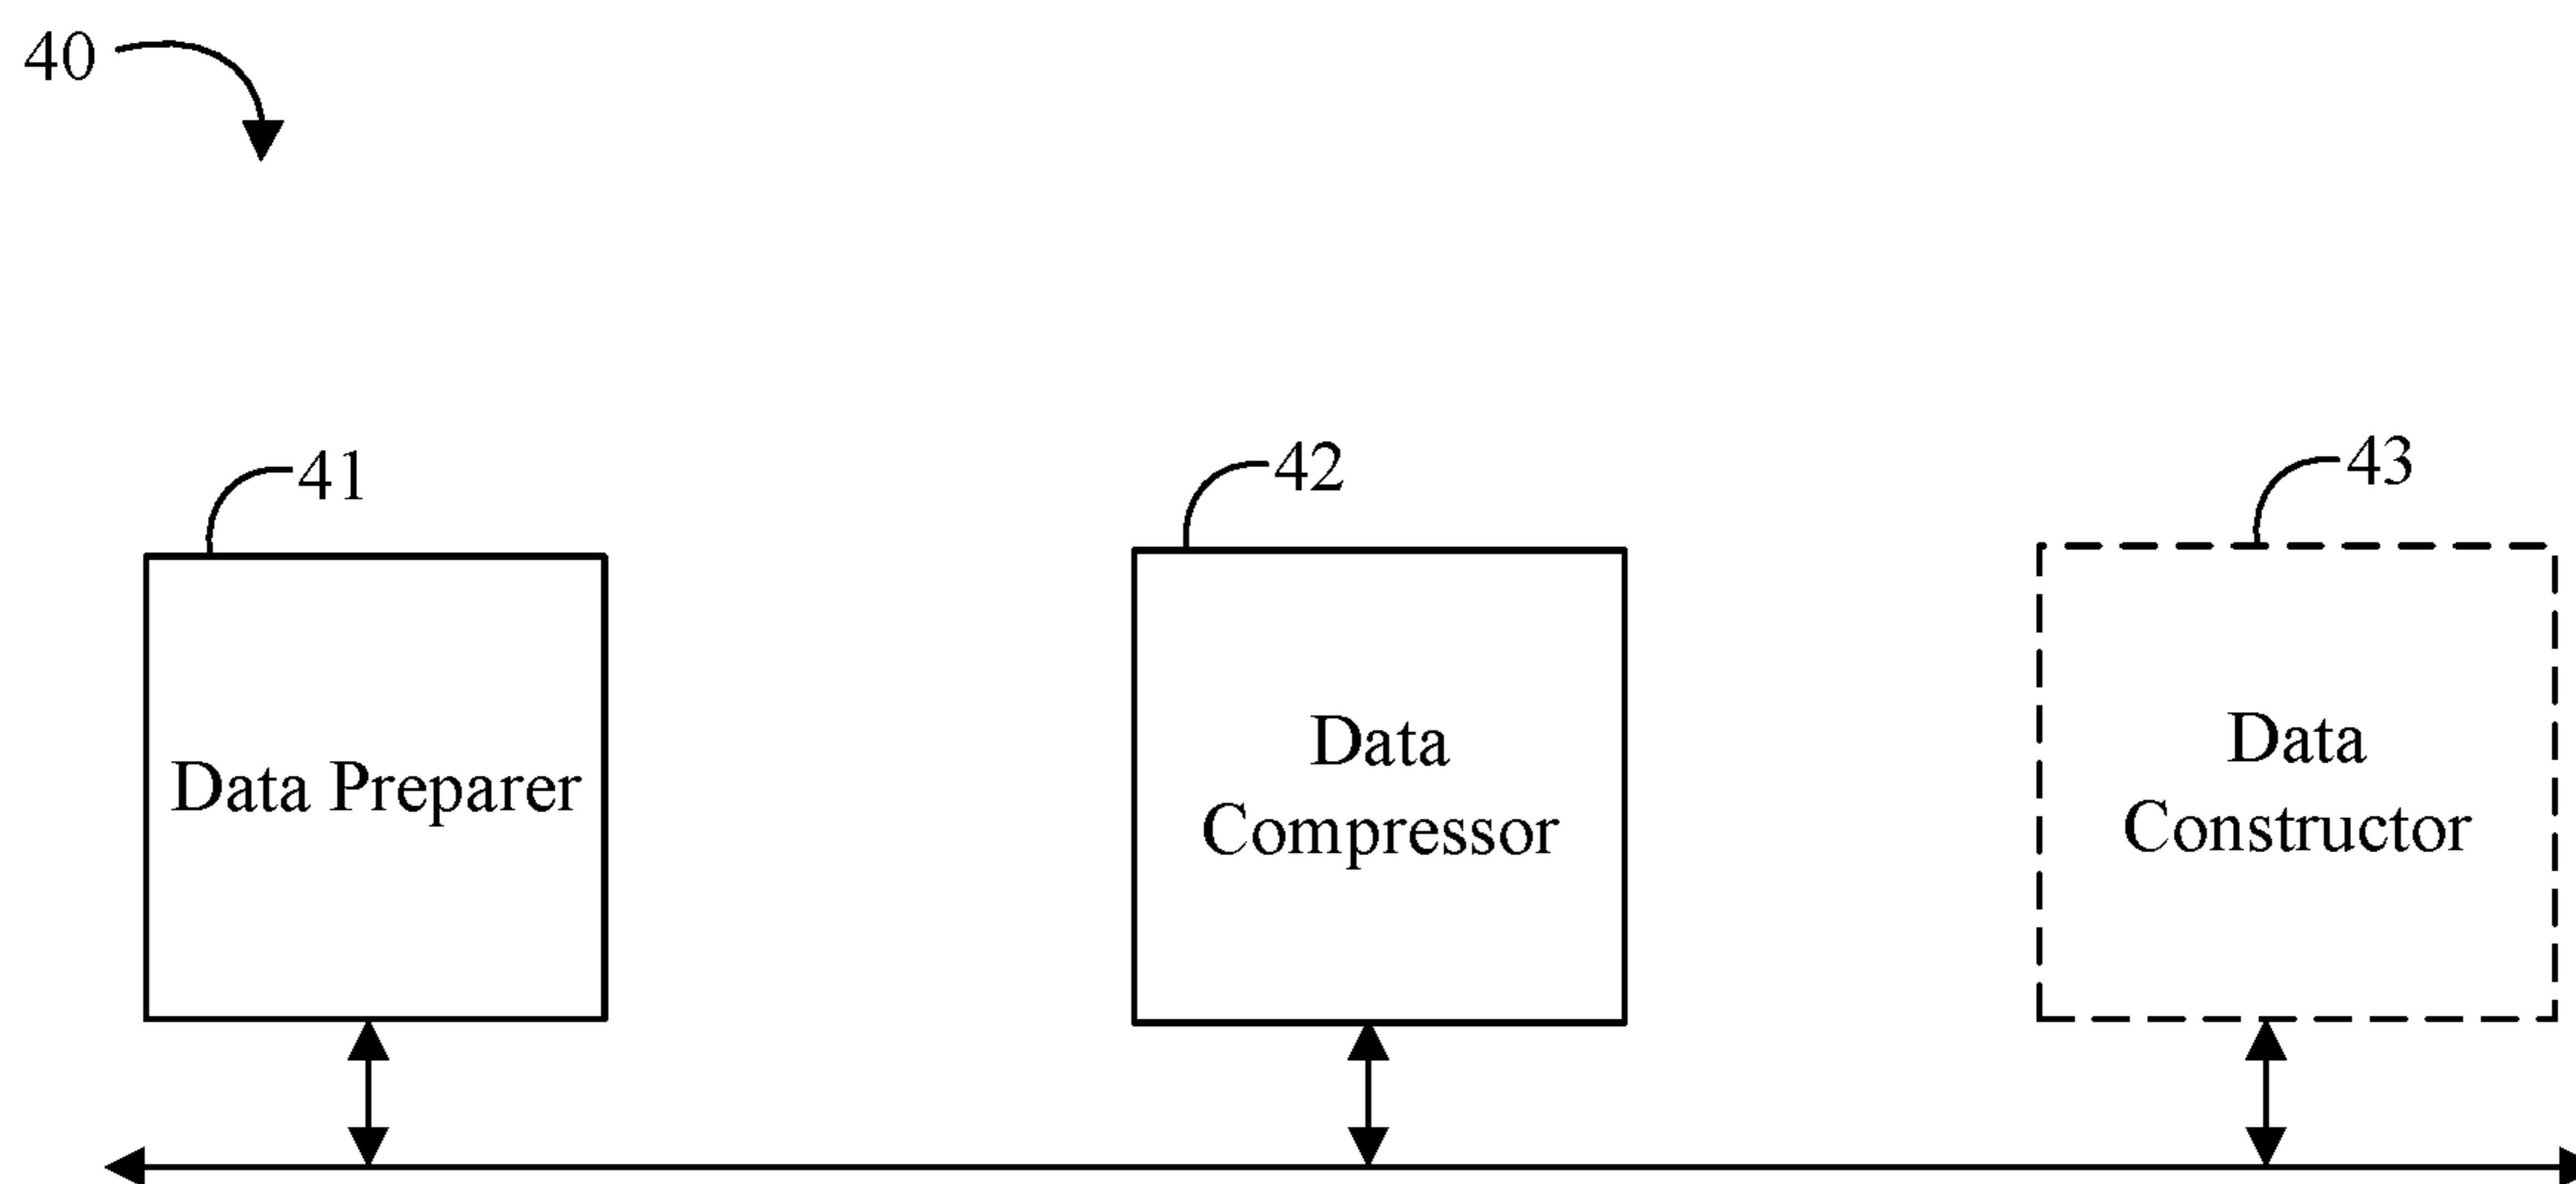 40
41
42
43
Data Preparer
Data
Compressor
Data
Constructor